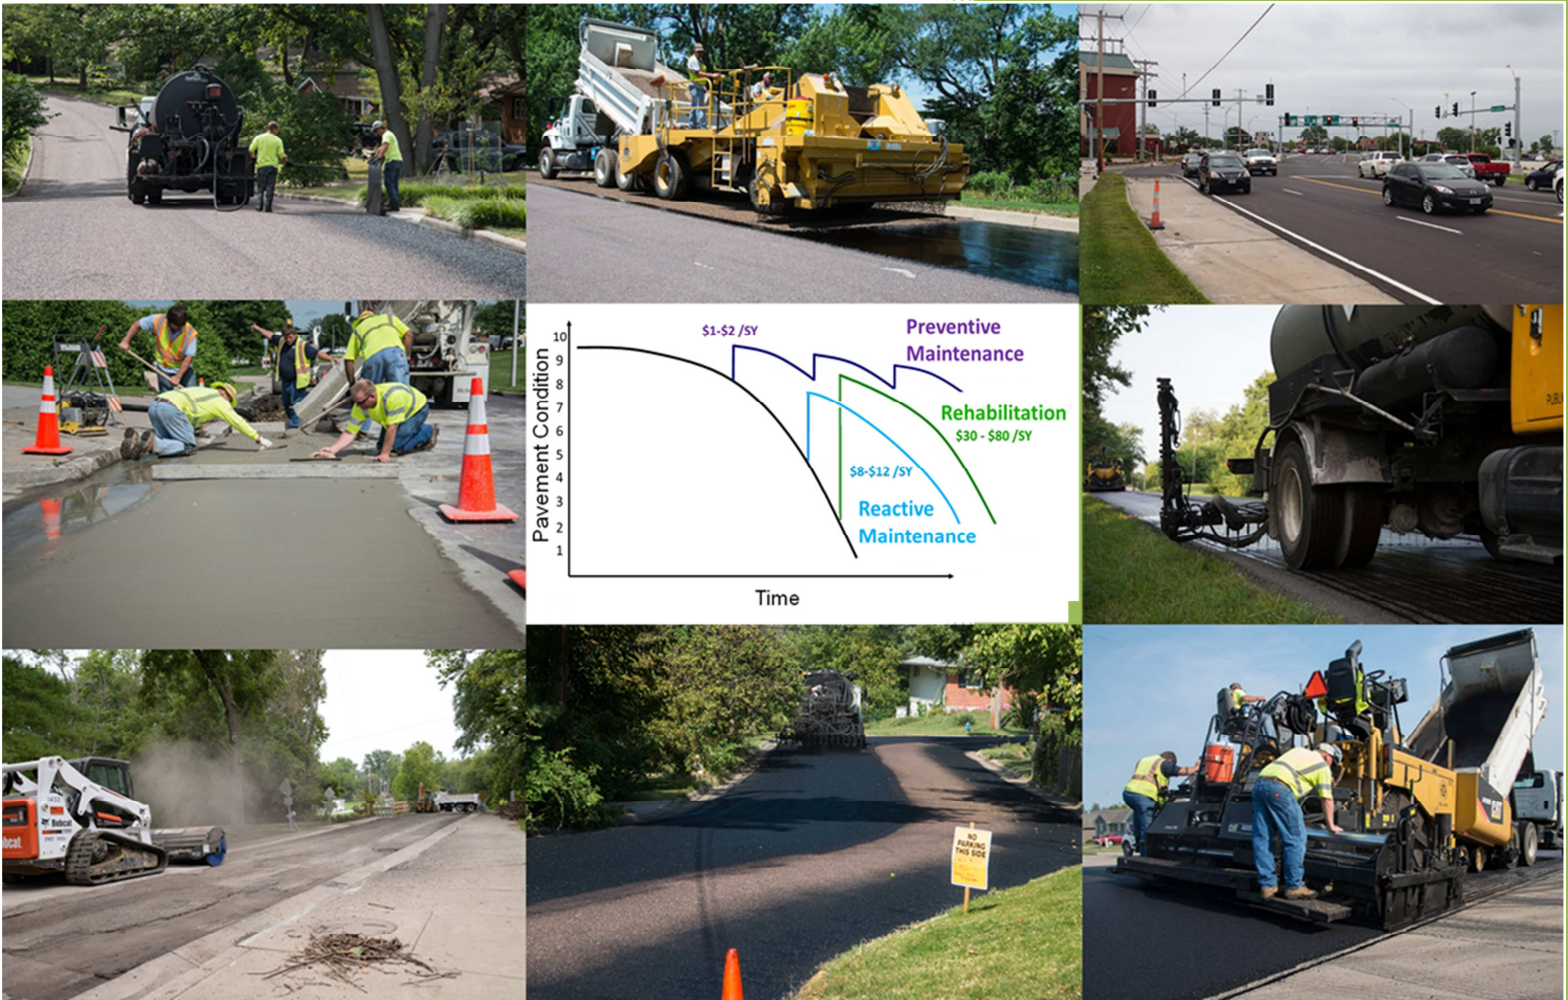 $1-$2 /SY
Preventive
Maintenance
Rehabilitation
$30 - $80 /SY
$8-$12 /SY
Reactive
Maintenance
Pavement Condition
10
9
8
7
6
5
4
3
2
1
Time
Bobcat
bobcat
NO
PARKING
THIS SIDE
CAT